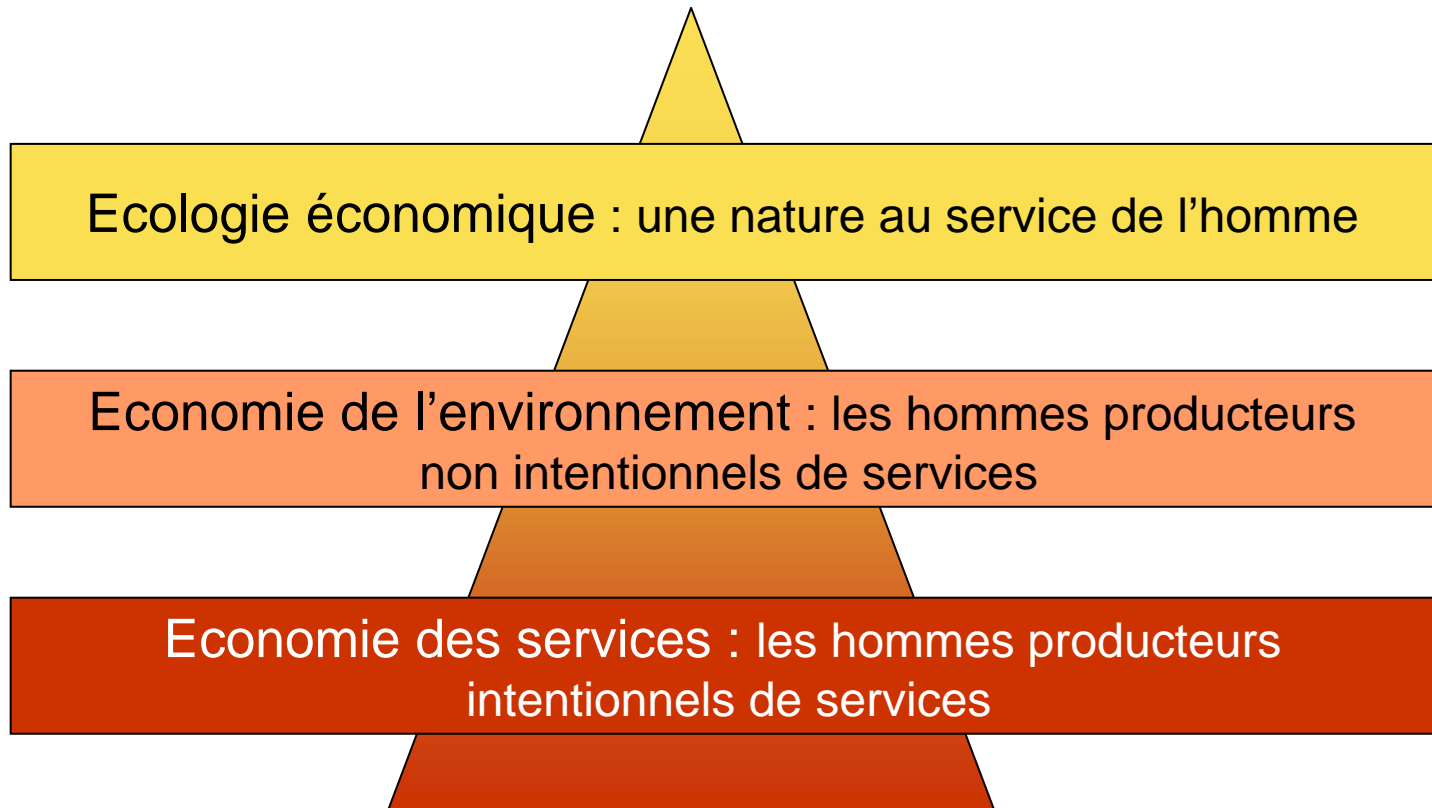 Ecologie économique : une nature au service de l’homme
Economie de l’environnement : les hommes producteurs
non intentionnels de services
Economie des services : les hommes producteurs
intentionnels de services